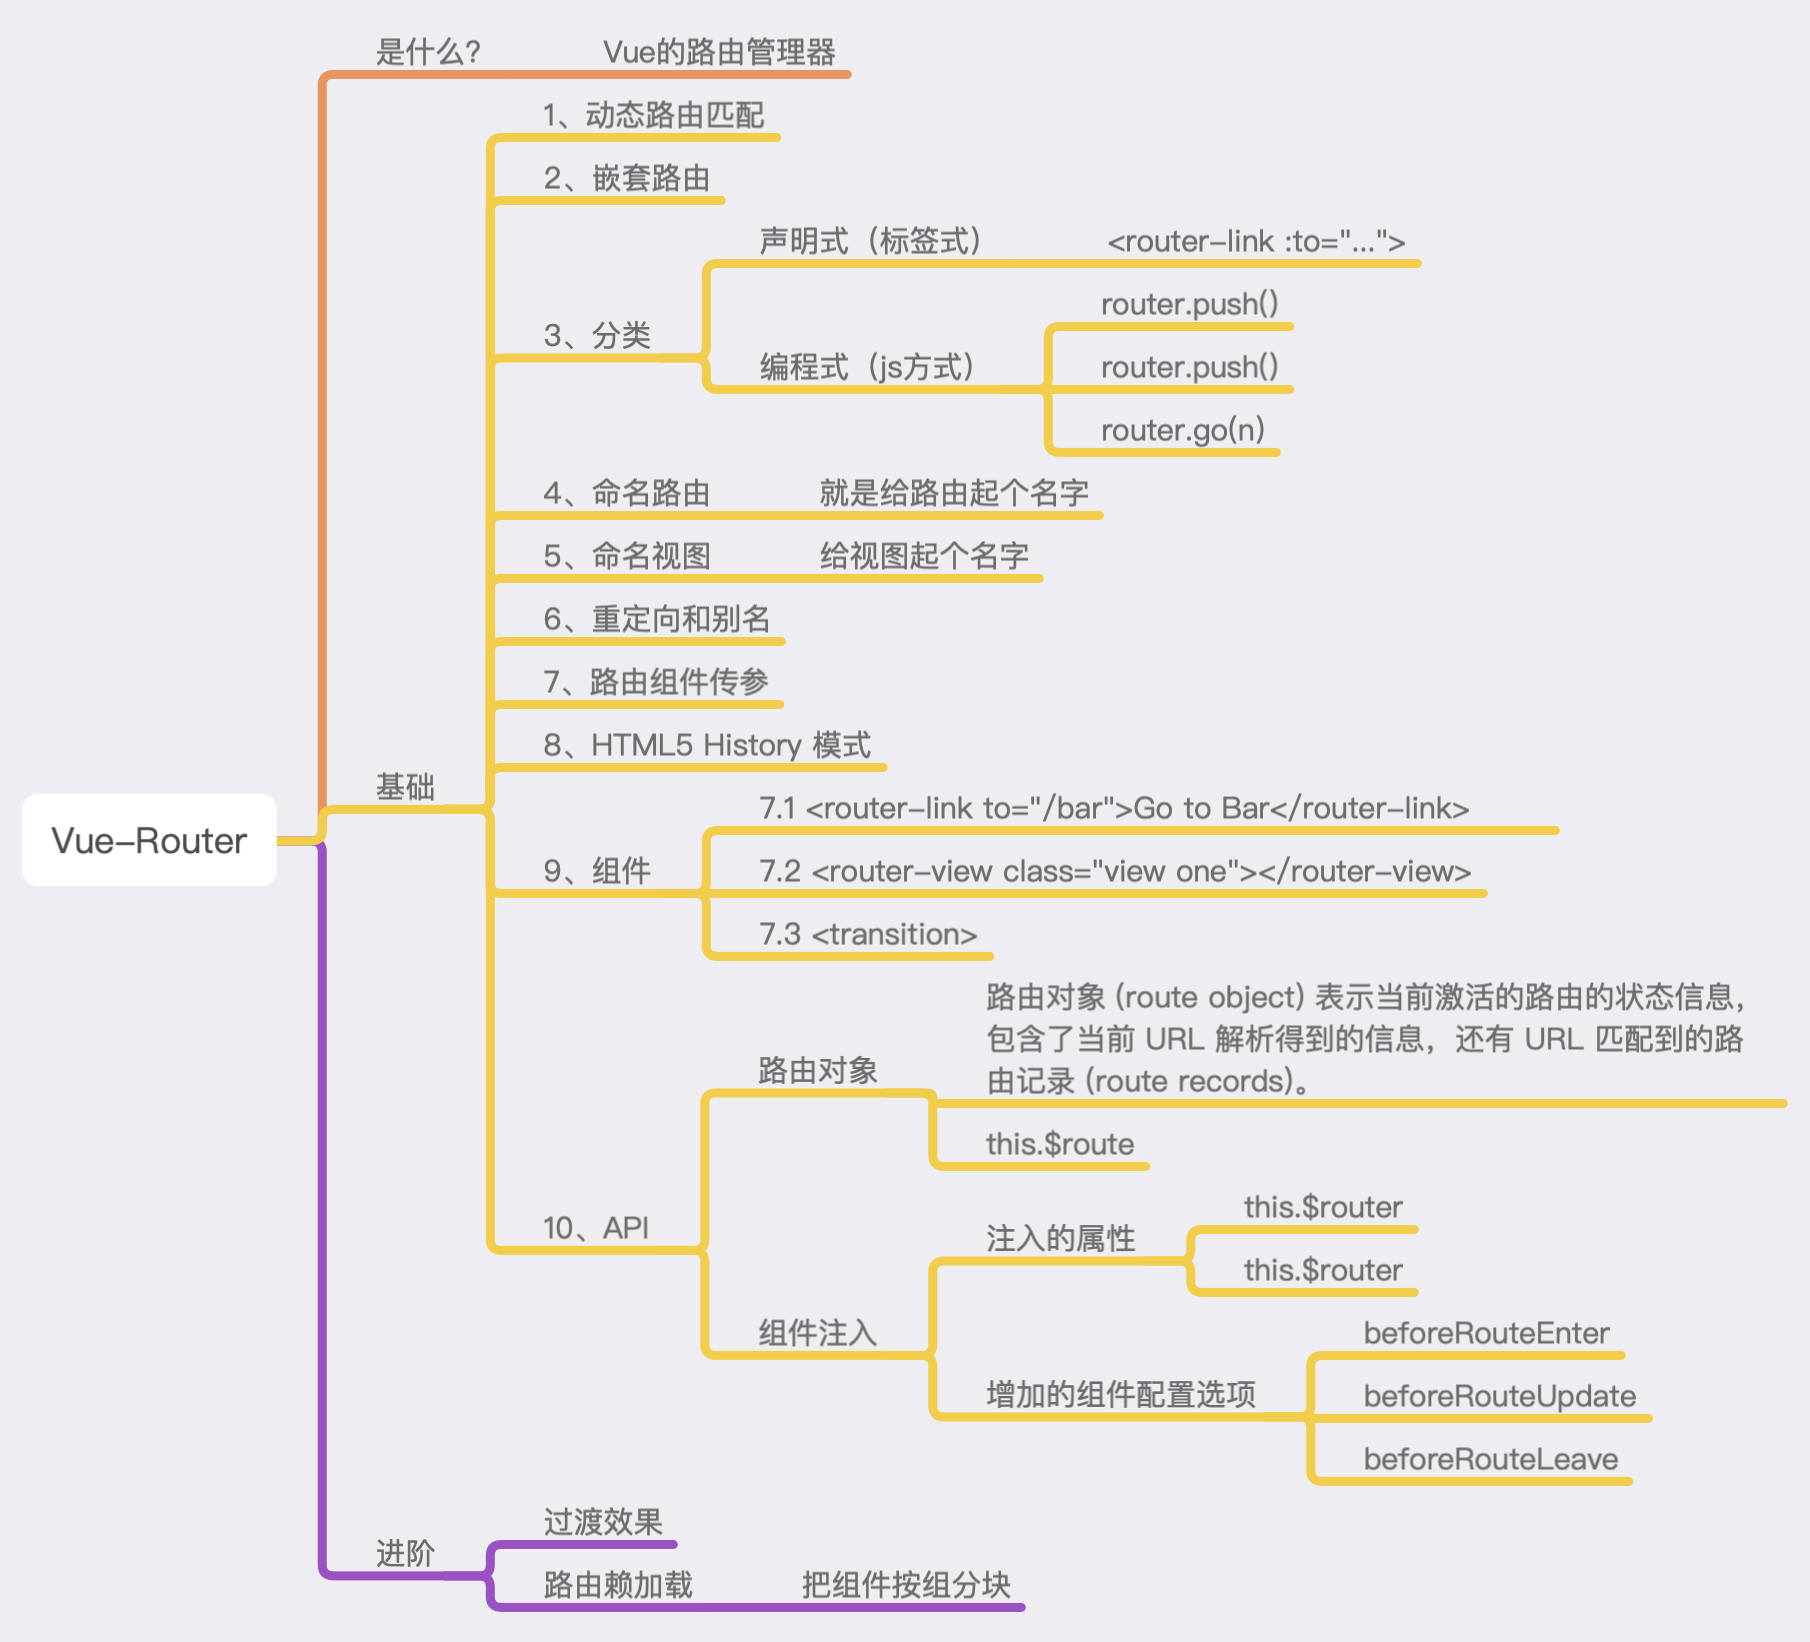 是什么?
Vue的路由管理器
1、动态路由匹配
2、嵌套路由
声明式（标签式）
<router-link :to="...">
router.push()
3、分类
编程式（js方式）
router.push()
router.go(n)
4、命名路由
就是给路由起个名字
5、命名视图
给视图起个名字
6、重定向和别名
7、路由组件传参
8、HTML5 History 模式
基础
Vue-Router
7.1 <router-link to="/bar">Go to Bar</router-link>
9、组件
7.2 <router-view class="view one"></router-view>
7.3 <transition>
路由对象 (route object) 表示当前激活的路由的状态信息，
包含了当前 URL 解析得到的信息，还有 URL 匹配到的路
由记录 (route records)。
路由对象
this.$route
10、API
this.$router
注入的属性
this.$router
组件注入
beforeRouteEnter
增加的组件配置选项
beforeRouteUpdate
beforeRouteLeave
过渡效果
进阶
路由赖加载
把组件按组分块